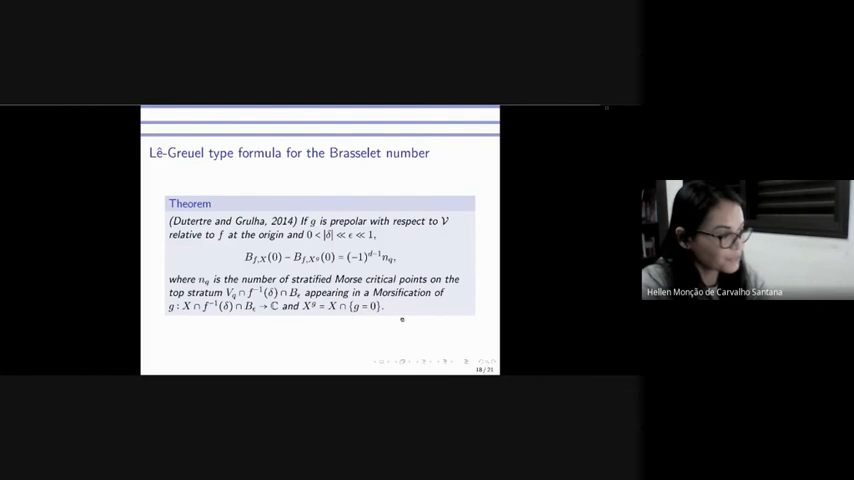 Lê-Greuel type formula for the Brasselet number
Theorem
(Dutertre and Grulha, 2014) If g is prepolar with respect to 𝒱
relative to f at the origin and 0 < |δ| ≪ ϵ ≪ 1,
B_{f,X}(0) − B_{f,X^g}(0) = (−1)^{d−1} n_q,
where n_q is the number of stratified Morse critical points on the
top stratum V_q ∩ f^{−1}(δ) ∩ B_ϵ appearing in a Morsification of
g : X ∩ f^{−1}(δ) ∩ B_ϵ → ℂ and X^g = X ∩ {g = 0}.
18 / 21
Hellen Monção de Carvalho Santana